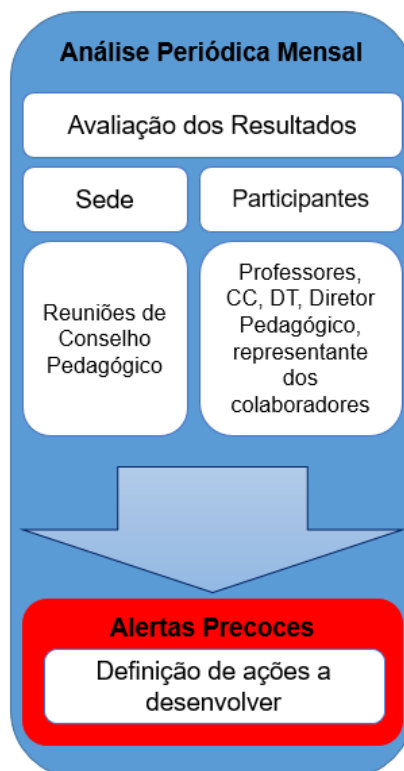 Análise Periódica Mensal
Avaliação dos Resultados
Sede
Participantes
Reuniões de
Conselho
Pedagógico
Professores,
CC, DT, Diretor
Pedagógico,
representante
dos
colaboradores
Alertas Precoces
Definição de ações a
desenvolver